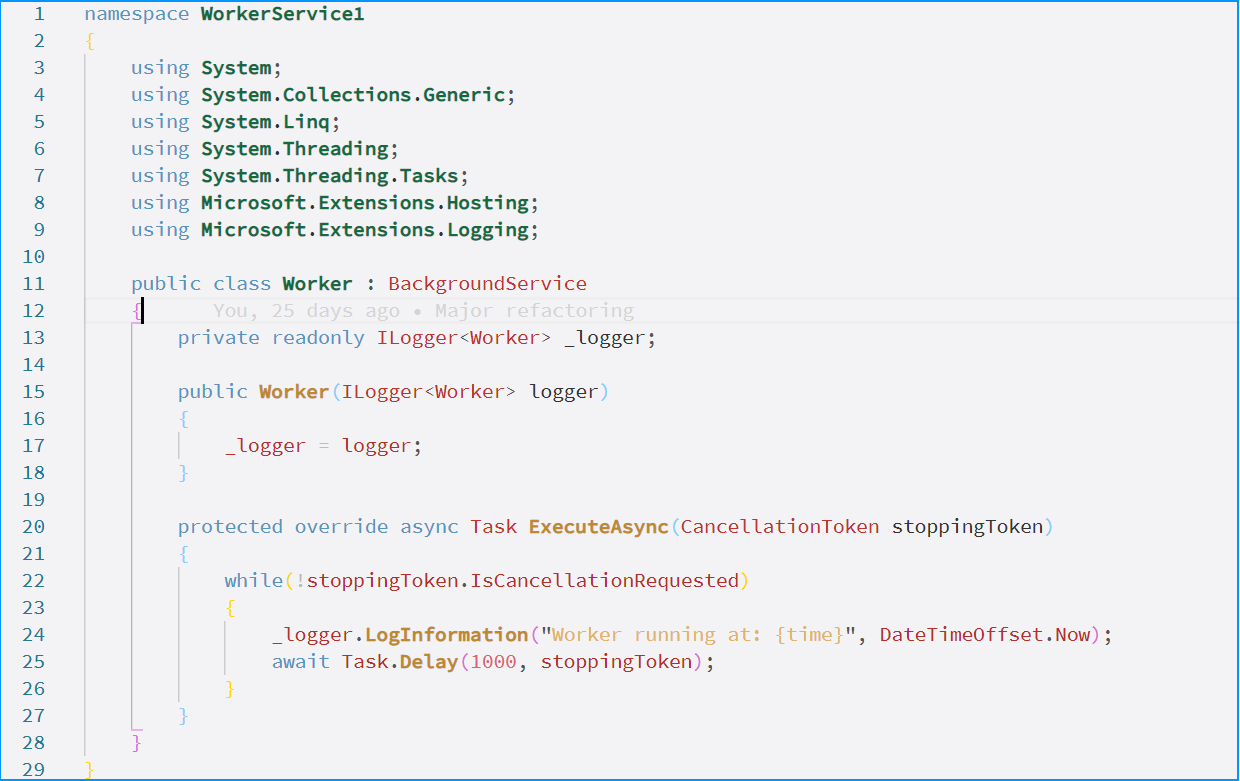 1 namespace WorkerService1
2 {
3     using System;
4     using System.Collections.Generic;
5     using System.Linq;
6     using System.Threading;
7     using System.Threading.Tasks;
8     using Microsoft.Extensions.Hosting;
9     using Microsoft.Extensions.Logging;
10
11     public class Worker : BackgroundService
12     {      You, 25 days ago • Major refactoring
13         private readonly ILogger<Worker> _logger;
14
15         public Worker(ILogger<Worker> logger)
16         {
17             _logger = logger;
18         }
19
20         protected override async Task ExecuteAsync(CancellationToken stoppingToken)
21         {
22             while(!stoppingToken.IsCancellationRequested)
23             {
24                 _logger.LogInformation("Worker running at: {time}", DateTimeOffset.Now);
25                 await Task.Delay(1000, stoppingToken);
26             }
27         }
28     }
29 }